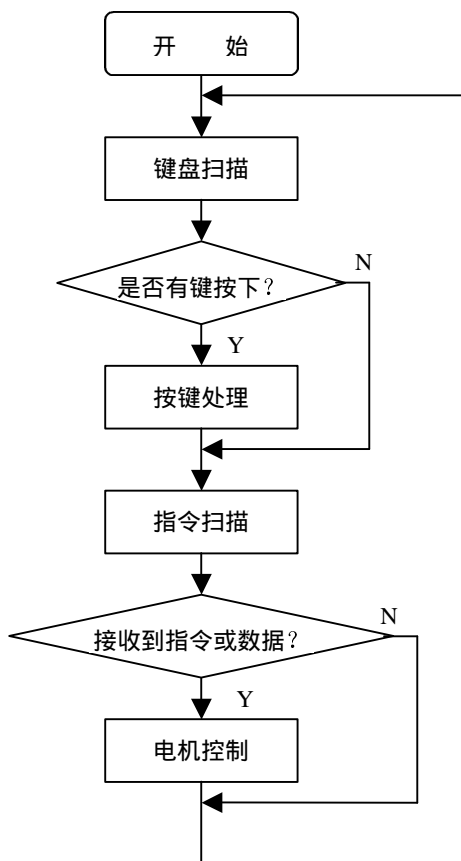 开 始
键盘扫描
是否有键按下？
N
Y
按键处理
指令扫描
接收到指令或数据？
N
Y
电机控制